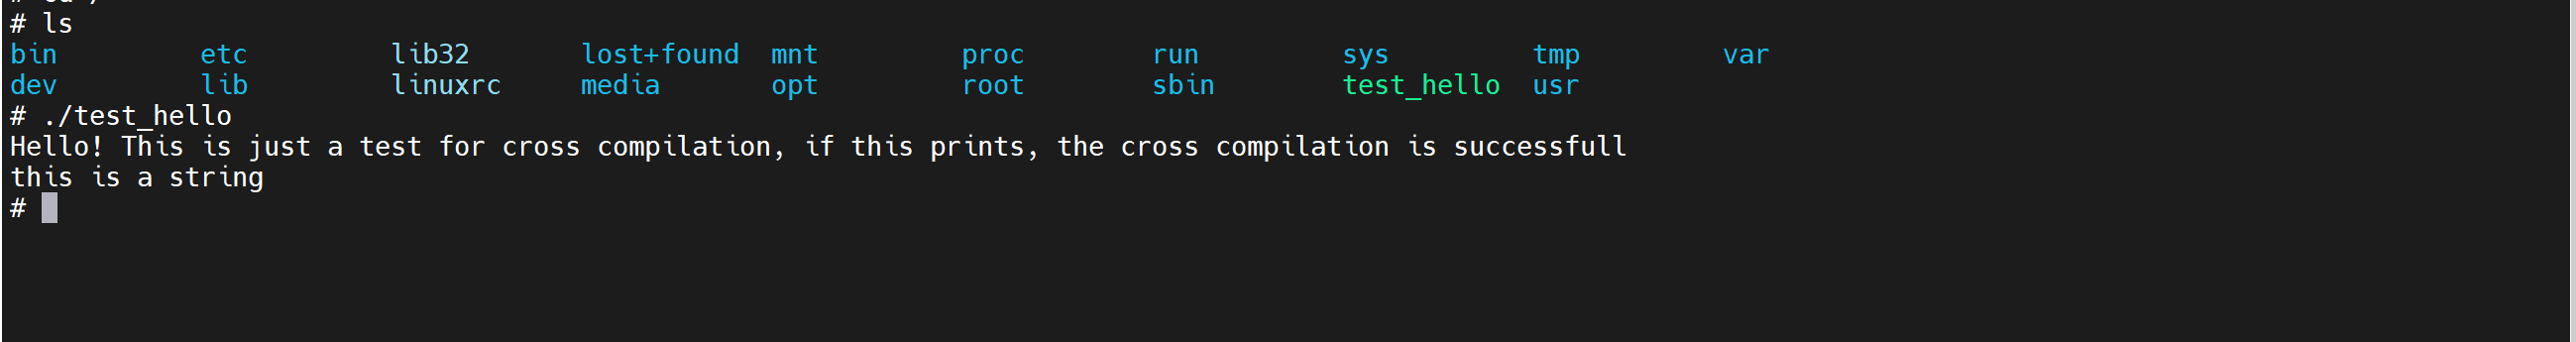 # ls
bin etc lib32 lost+found mnt proc run sys tmp var
dev lib linuxrc media opt root sbin test_hello usr
# ./test_hello
Hello! This is just a test for cross compilation, if this prints, the cross compilation is successfull
this is a string
#